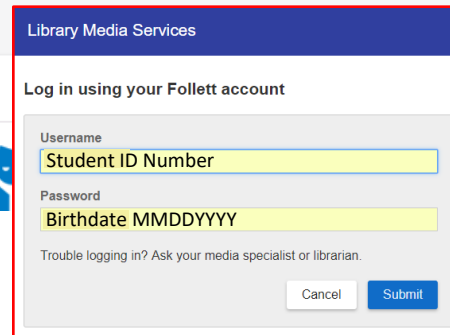 Library Media Services
Log in using your Follett account
Username
Student ID Number
Password
Birthdate MMDDYYYY
Trouble logging in? Ask your media specialist or librarian.
Cancel Submit